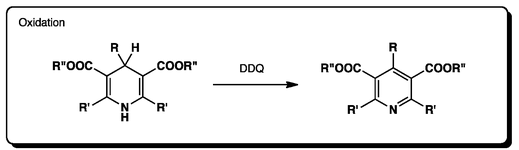 Oxidation
R H
R"OOC COOR"
DDQ
R' N R'
H
R
R"OOC COOR"
R' N R'